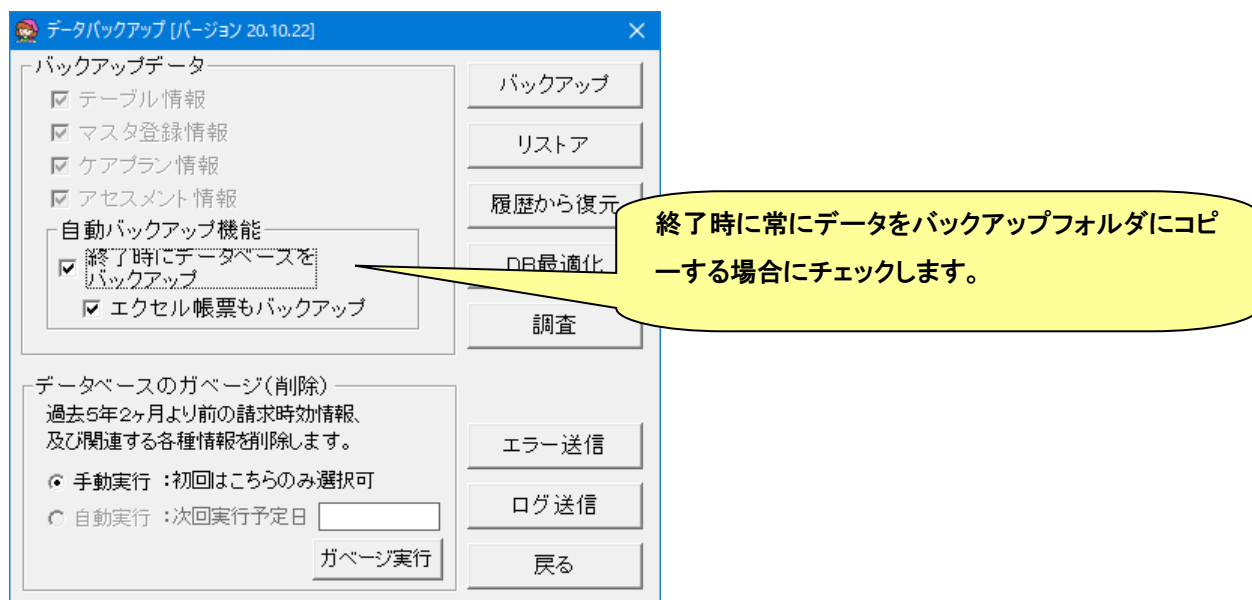 データバックアップ [バージョン 20.10.22]
バックアップデータ
テーブル情報
マスタ登録情報
ケアプラン情報
アセスメント情報
自動バックアップ機能
終了時にデータベースを
バックアップ
エクセル帳票もバックアップ
バックアップ
リストア
履歴から復元
DB最適化
調査
終了時に常にデータをバックアップフォルダにコピ
ーする場合にチェックします。
データベースのガベージ(削除)
過去5年2ヶ月より前の請求時効情報、
及び関連する各種情報を削除します。
手動実行 :初回はこちらのみ選択可
自動実行 :次回実行予定日
ガベージ実行
エラー送信
ログ送信
戻る